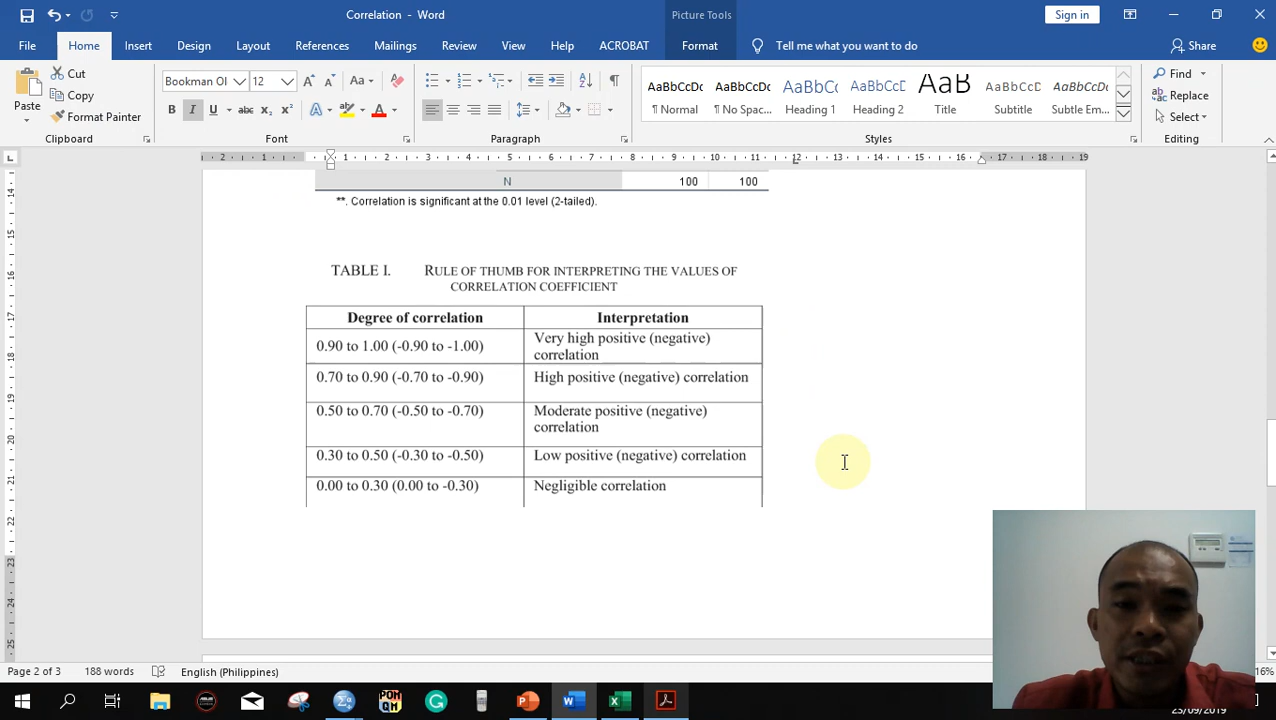 Correlation - Word
Picture Tools
Sign in
File
Home
Insert
Design
Layout
References
Mailings
Review
View
Help
ACROBAT
Format
Tell me what you want to do
Share
Paste
Cut
Copy
Format Painter
Clipboard
Bookman Ol
12
Font
Paragraph
AaBbCcDc
¶ Normal
AaBbCcDc
¶ No Spac...
AaBbCc
Heading 1
AaBbCcD
Heading 2
AaB
Title
AaBbCcD
Subtitle
AaBbCcDc
Subtle Em...
Styles
Find
Replace
Select
Editing
N 100 100
**. Correlation is significant at the 0.01 level (2-tailed).
TABLE I. RULE OF THUMB FOR INTERPRETING THE VALUES OF
CORRELATION COEFFICIENT
Degree of correlation Interpretation
0.90 to 1.00 (-0.90 to -1.00) Very high positive (negative)
correlation
0.70 to 0.90 (-0.70 to -0.90) High positive (negative) correlation
0.50 to 0.70 (-0.50 to -0.70) Moderate positive (negative)
correlation
0.30 to 0.50 (-0.30 to -0.50) Low positive (negative) correlation
0.00 to 0.30 (0.00 to -0.30) Negligible correlation
Page 2 of 3
188 words
English (Philippines)
16%
23/09/2019